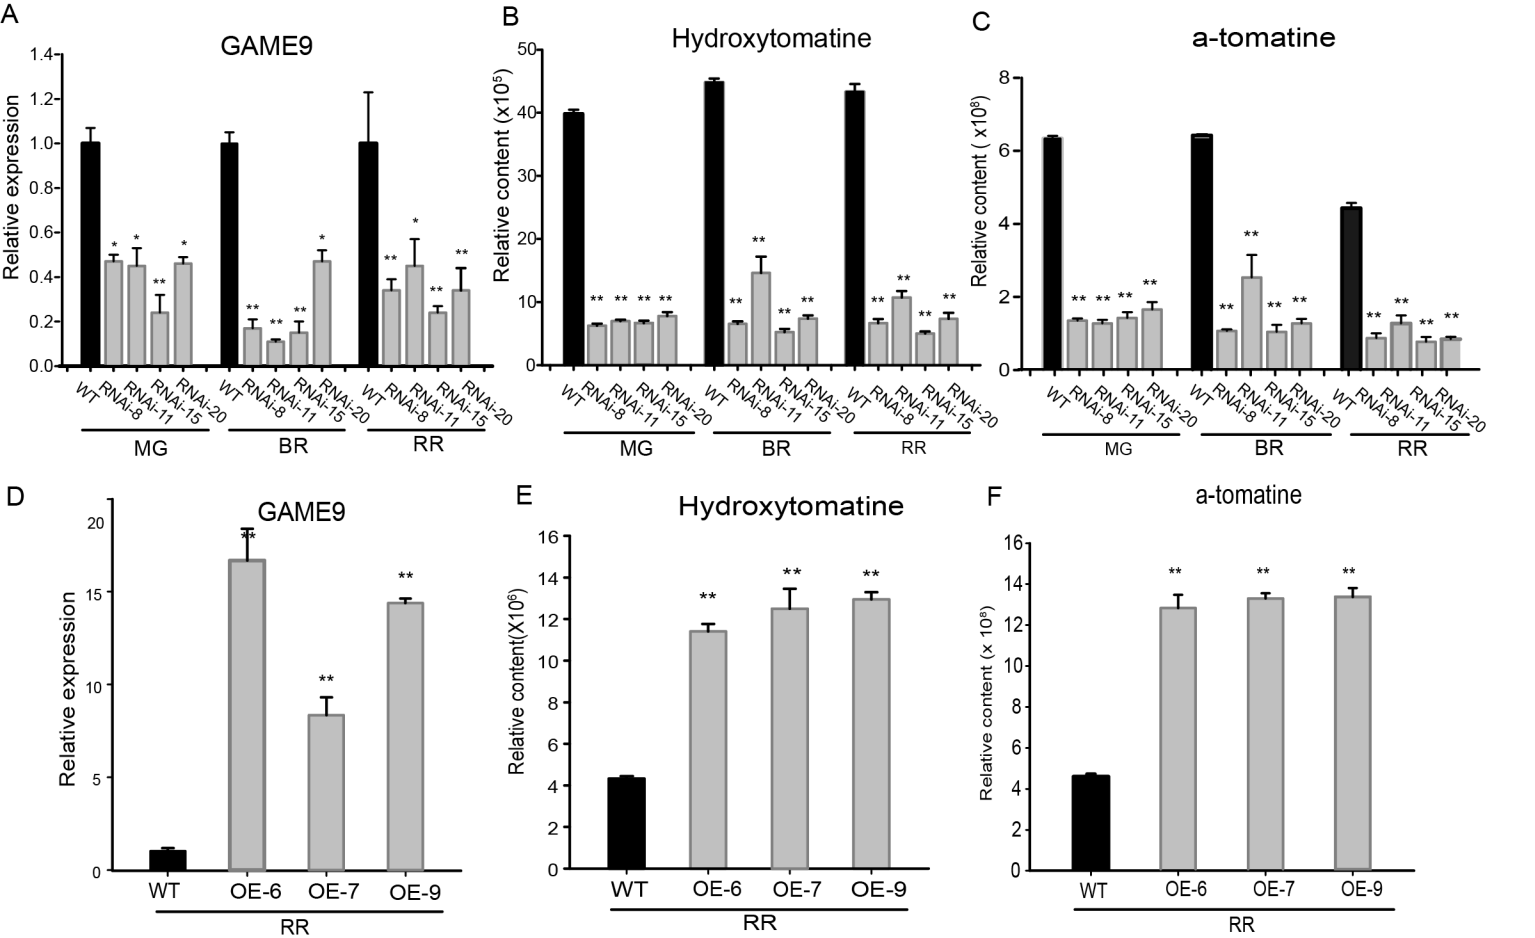 A
GAME9
Relative expression
1.4
1.2
1.0
0.8
0.6
0.4
0.2
0.0
* * ** *
** ** ** *
** * ** **
WT RNAi-8 RNAi-11 RNAi-15 RNAi-20
WT RNAi-8 RNAi-11 RNAi-15 RNAi-20
WT RNAi-8 RNAi-11 RNAi-15 RNAi-20
MG BR RR
B
Hydroxytomatine
Relative content (x10⁵)
50
40
30
20
10
0
** ** ** **
** ** ** **
** ** ** **
WT RNAi-8 RNAi-11 RNAi-15 RNAi-20
WT RNAi-8 RNAi-11 RNAi-15 RNAi-20
WT RNAi-8 RNAi-11 RNAi-15 RNAi-20
MG BR RR
C
a-tomatine
Relative content ( x10⁸)
8
6
4
2
0
** ** ** **
** ** ** **
** ** ** **
WT RNAi-8 RNAi-11 RNAi-15 RNAi-20
WT RNAi-8 RNAi-11 RNAi-15 RNAi-20
WT RNAi-8 RNAi-11 RNAi-15 RNAi-20
MG BR RR
D
GAME9
Relative expression
20
15
10
5
0
** ** **
WT OE-6 OE-7 OE-9
RR
E
Hydroxytomatine
Relative content(X10⁶)
16
14
12
10
8
6
4
2
0
** ** **
WT OE-6 OE-7 OE-9
RR
F
a-tomatine
Relative content (x 10⁸)
16
14
12
10
8
6
4
2
0
** ** **
WT OE-6 OE-7 OE-9
RR